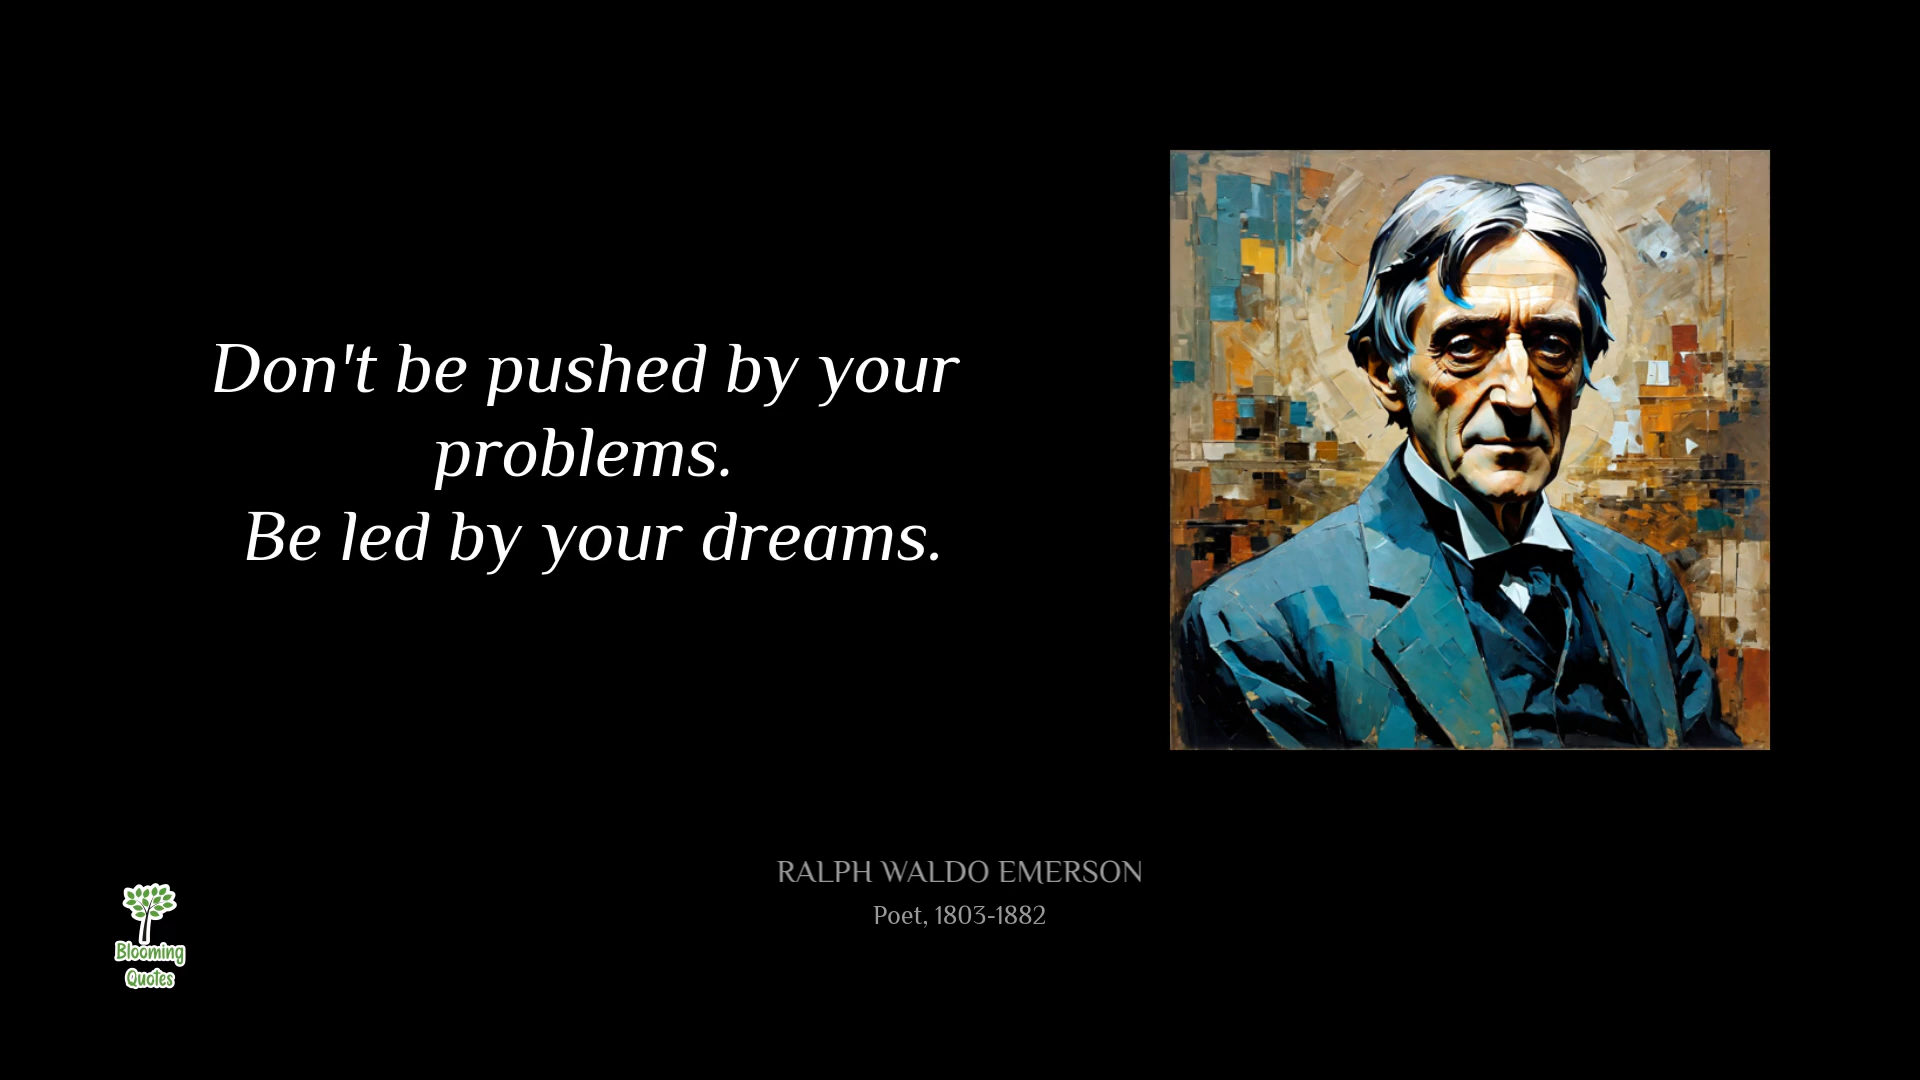 Don't be pushed by your
problems.
Be led by your dreams.
RALPH WALDO EMERSON
Poet, 1803-1882
Blooming
Quotes